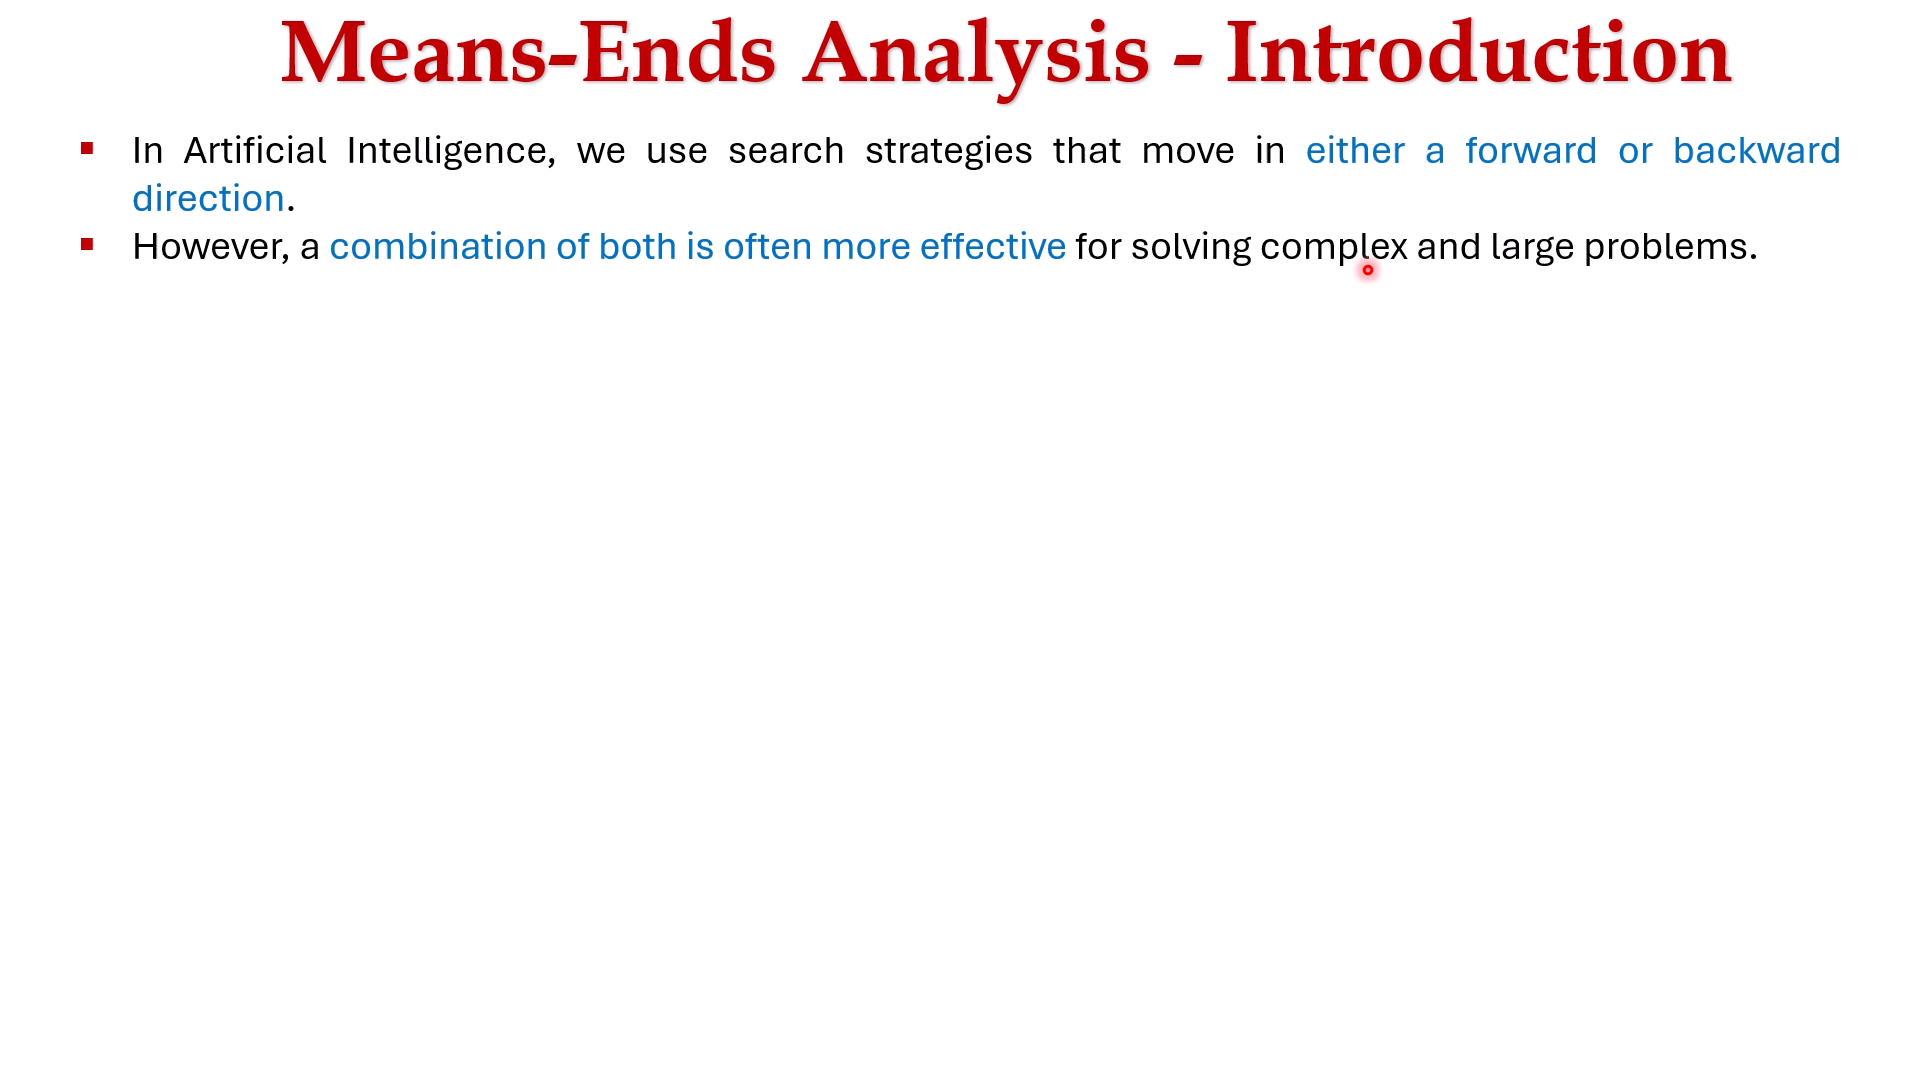 Means-Ends Analysis - Introduction
▪ In Artificial Intelligence, we use search strategies that move in either a forward or backward
direction.
▪ However, a combination of both is often more effective for solving complex and large problems.